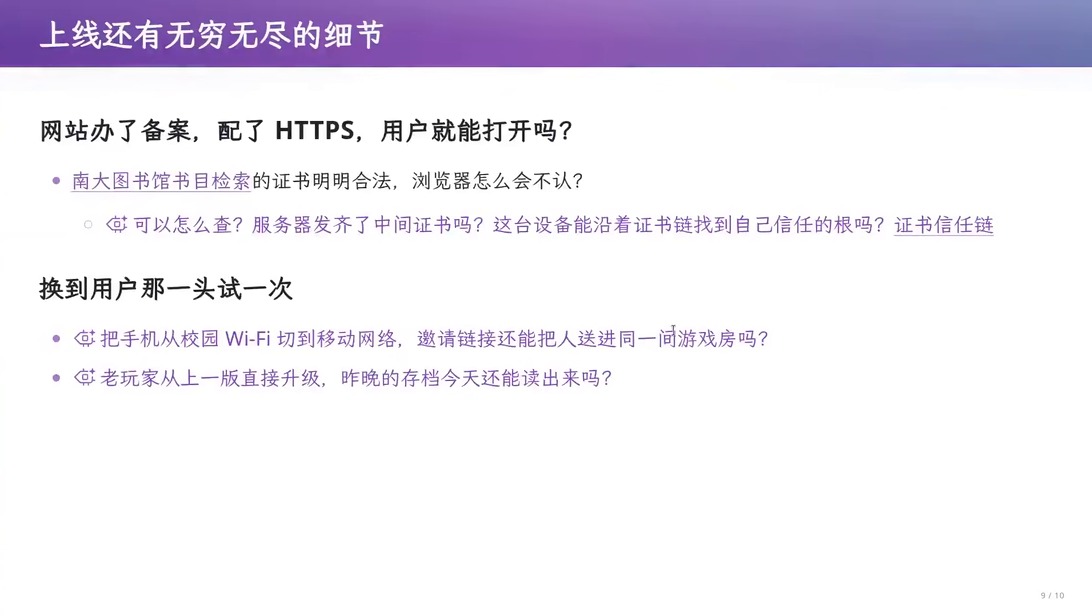 上线还有无穷无尽的细节
网站办了备案，配了 HTTPS，用户就能打开吗？
南大图书馆书目检索的证书明明合法，浏览器怎么会不认？
可以怎么查？服务器发齐了中间证书吗？这台设备能沿着证书链找到自己信任的根吗？证书信任链
换到用户那一头试一次
把手机从校园 Wi-Fi 切到移动网络，邀请链接还能把人送进同一间游戏房吗？
老玩家从上一版直接升级，昨晚的存档今天还能读出来吗？
9 / 10